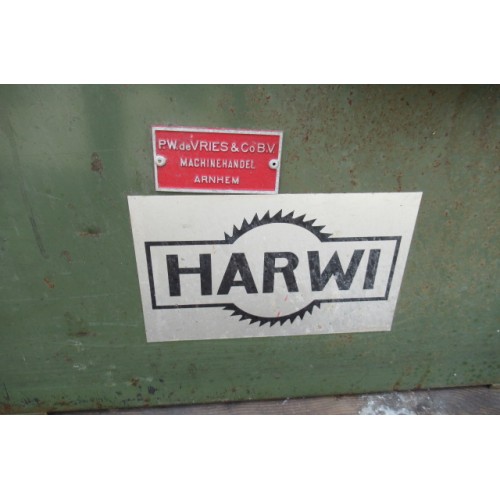 P.W. de VRIES & Co B.V.
MACHINEHANDEL
ARNHEM
HARWI